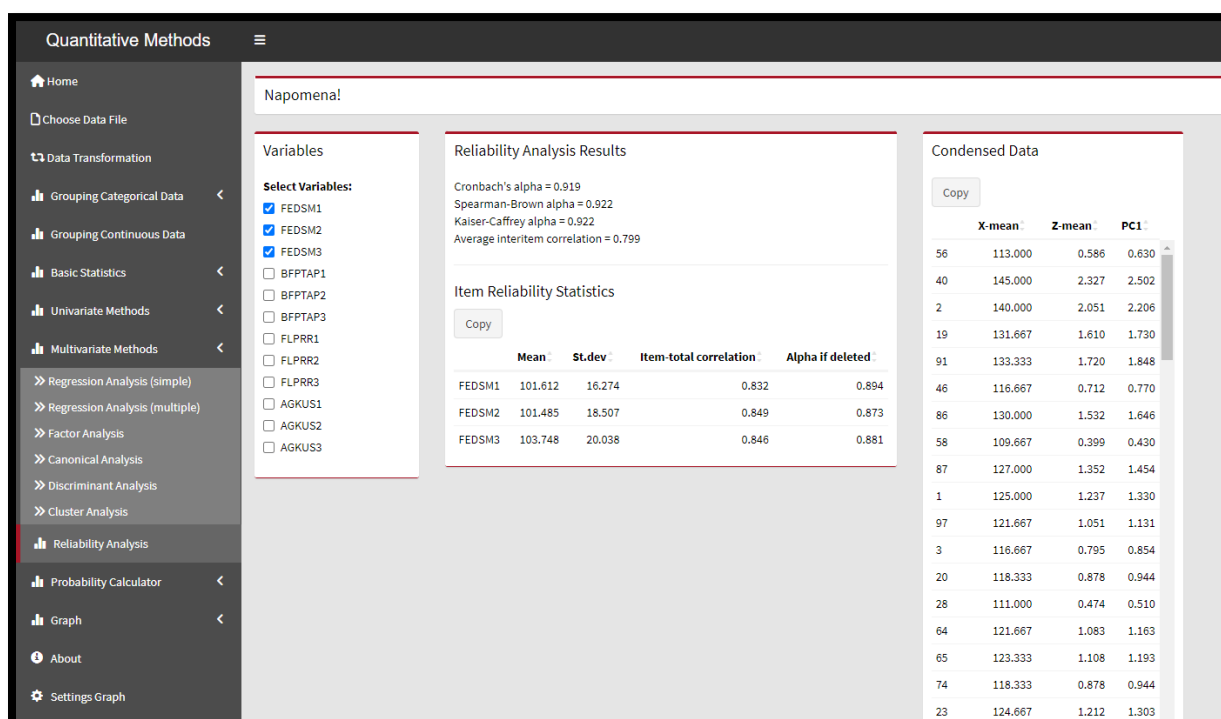 Quantitative Methods
Home
Choose Data File
Data Transformation
Grouping Categorical Data
Grouping Continuous Data
Basic Statistics
Univariate Methods
Multivariate Methods
Regression Analysis (simple)
Regression Analysis (multiple)
Factor Analysis
Canonical Analysis
Discriminant Analysis
Cluster Analysis
Reliability Analysis
Probability Calculator
Graph
About
Settings Graph
Napomena!
Variables
Select Variables:
FEDSM1
FEDSM2
FEDSM3
BFPTAP1
BFPTAP2
BFPTAP3
FLPRR1
FLPRR2
FLPRR3
AGKUS1
AGKUS2
AGKUS3
Reliability Analysis Results
Cronbach's alpha = 0.919
Spearman-Brown alpha = 0.922
Kaiser-Caffrey alpha = 0.922
Average interitem correlation = 0.799
Item Reliability Statistics
Copy
Mean St.dev Item-total correlation Alpha if deleted
FEDSM1 101.612 16.274 0.832 0.894
FEDSM2 101.485 18.507 0.849 0.873
FEDSM3 103.748 20.038 0.846 0.881
Condensed Data
Copy
X-mean Z-mean PC1
56 113.000 0.586 0.630
40 145.000 2.327 2.502
2 140.000 2.051 2.206
19 131.667 1.610 1.730
91 133.333 1.720 1.848
46 116.667 0.712 0.770
86 130.000 1.532 1.646
58 109.667 0.399 0.430
87 127.000 1.352 1.454
1 125.000 1.237 1.330
97 121.667 1.051 1.131
3 116.667 0.795 0.854
20 118.333 0.878 0.944
28 111.000 0.474 0.510
64 121.667 1.083 1.163
65 123.333 1.108 1.193
74 118.333 0.878 0.944
23 124.667 1.212 1.303